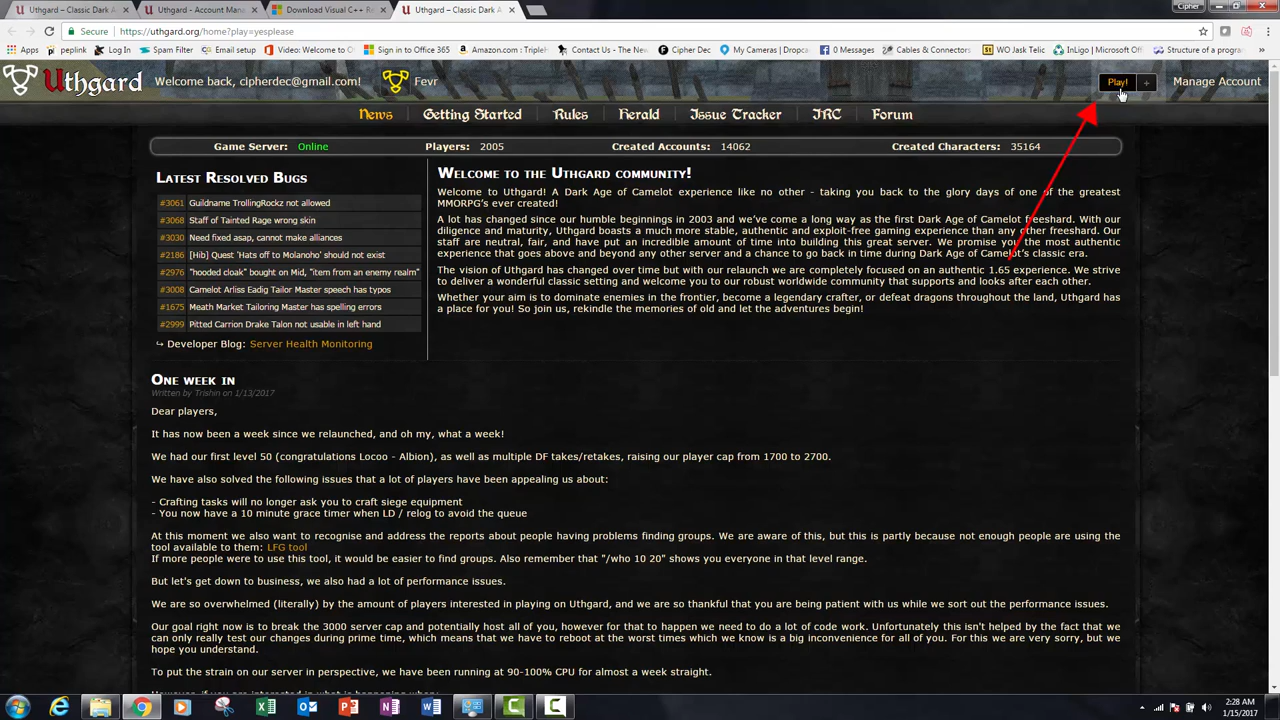 Uthgard – Classic Dark A
Uthgard - Account Man
Download Visual C++ R
Uthgard – Classic Dark A
Cipher
Secure
https://uthgard.org/home?play=yesplease
Apps
peplink
Log In
Spam Filter
Email setup
Video: Welcome to O
Sign in to Office 365
Amazon.com : TripleH
Contact Us - The New
Cipher Dec
My Cameras | Dropc
0 Messages
Cables & Connectors
WO Jask Telic
InLigo | Microsoft Off
Structure of a progra
Uthgard
Welcome back, cipherdec@gmail.com!
Fevr
Play!
+
Manage Account
News
Getting Started
Rules
Herald
Issue Tracker
IRC
Forum
Game Server: Online
Players: 2005
Created Accounts: 14062
Created Characters: 35164
Latest Resolved Bugs
#3061 Guildname TrollingRockz not allowed
#3068 Staff of Tainted Rage wrong skin
#3030 Need fixed asap, cannot make alliances
#2186 [Hib] Quest 'Hats off to Molanoho' should not exist
#2976 "hooded cloak" bought on Mid, "item from an enemy realm"
#3008 Camelot Arliss Eadig Tailor Master speech has typos
#1675 Meath Market Tailoring Master has spelling errors
#2999 Pitted Carrion Drake Talon not usable in left hand
↪ Developer Blog: Server Health Monitoring
Welcome to the Uthgard community!
Welcome to Uthgard! A Dark Age of Camelot experience like no other - taking you back to the glory days of one of the greatest
MMORPG's ever created!
A lot has changed since our humble beginnings in 2003 and we've come a long way as the first Dark Age of Camelot freeshard. With our
diligence and maturity, Uthgard boasts a much more stable, authentic and exploit-free gaming experience than any other freeshard. Our
staff are neutral, fair, and have put an incredible amount of time into building this great server. We promise you the most authentic
experience that goes above and beyond any other server and a chance to go back in time during Dark Age of Camelot's classic era.
The vision of Uthgard has changed over time but with our relaunch we are completely focused on an authentic 1.65 experience. We strive
to deliver a wonderful classic setting and welcome you to our robust worldwide community that supports and looks after each other.
Whether your aim is to dominate enemies in the frontier, become a legendary crafter, or defeat dragons throughout the land, Uthgard has
a place for you! So join us, rekindle the memories of old and let the adventures begin!
One week in
Written by Trishin on 1/13/2017
Dear players,
It has now been a week since we relaunched, and oh my, what a week!
We had our first level 50 (congratulations Locoo - Albion), as well as multiple DF takes/retakes, raising our player cap from 1700 to 2700.
We have also solved the following issues that a lot of players have been appealing us about:
- Crafting tasks will no longer ask you to craft siege equipment
- You now have a 10 minute grace timer when LD / relog to avoid the queue
At this moment we also want to recognise and address the reports about people having problems finding groups. We are aware of this, but this is partly because not enough people are using the
tool available to them: LFG tool
If more people were to use this tool, it would be easier to find groups. Also remember that "/who 10 20" shows you everyone in that level range.
But let's get down to business, we also had a lot of performance issues.
We are so overwhelmed (literally) by the amount of players interested in playing on Uthgard, and we are so thankful that you are being patient with us while we sort out the performance issues.
Our goal right now is to break the 3000 server cap and potentially host all of you, however for that to happen we need to do a lot of code work. Unfortunately this isn't helped by the fact that we
can only really test our changes during prime time, which means that we have to reboot at the worst times which we know is a big inconvenience for all of you. For this we are very sorry, but we
hope you understand.
To put the strain on our server in perspective, we have been running at 90-100% CPU for almost a week straight.
2:28 AM
1/15/2017